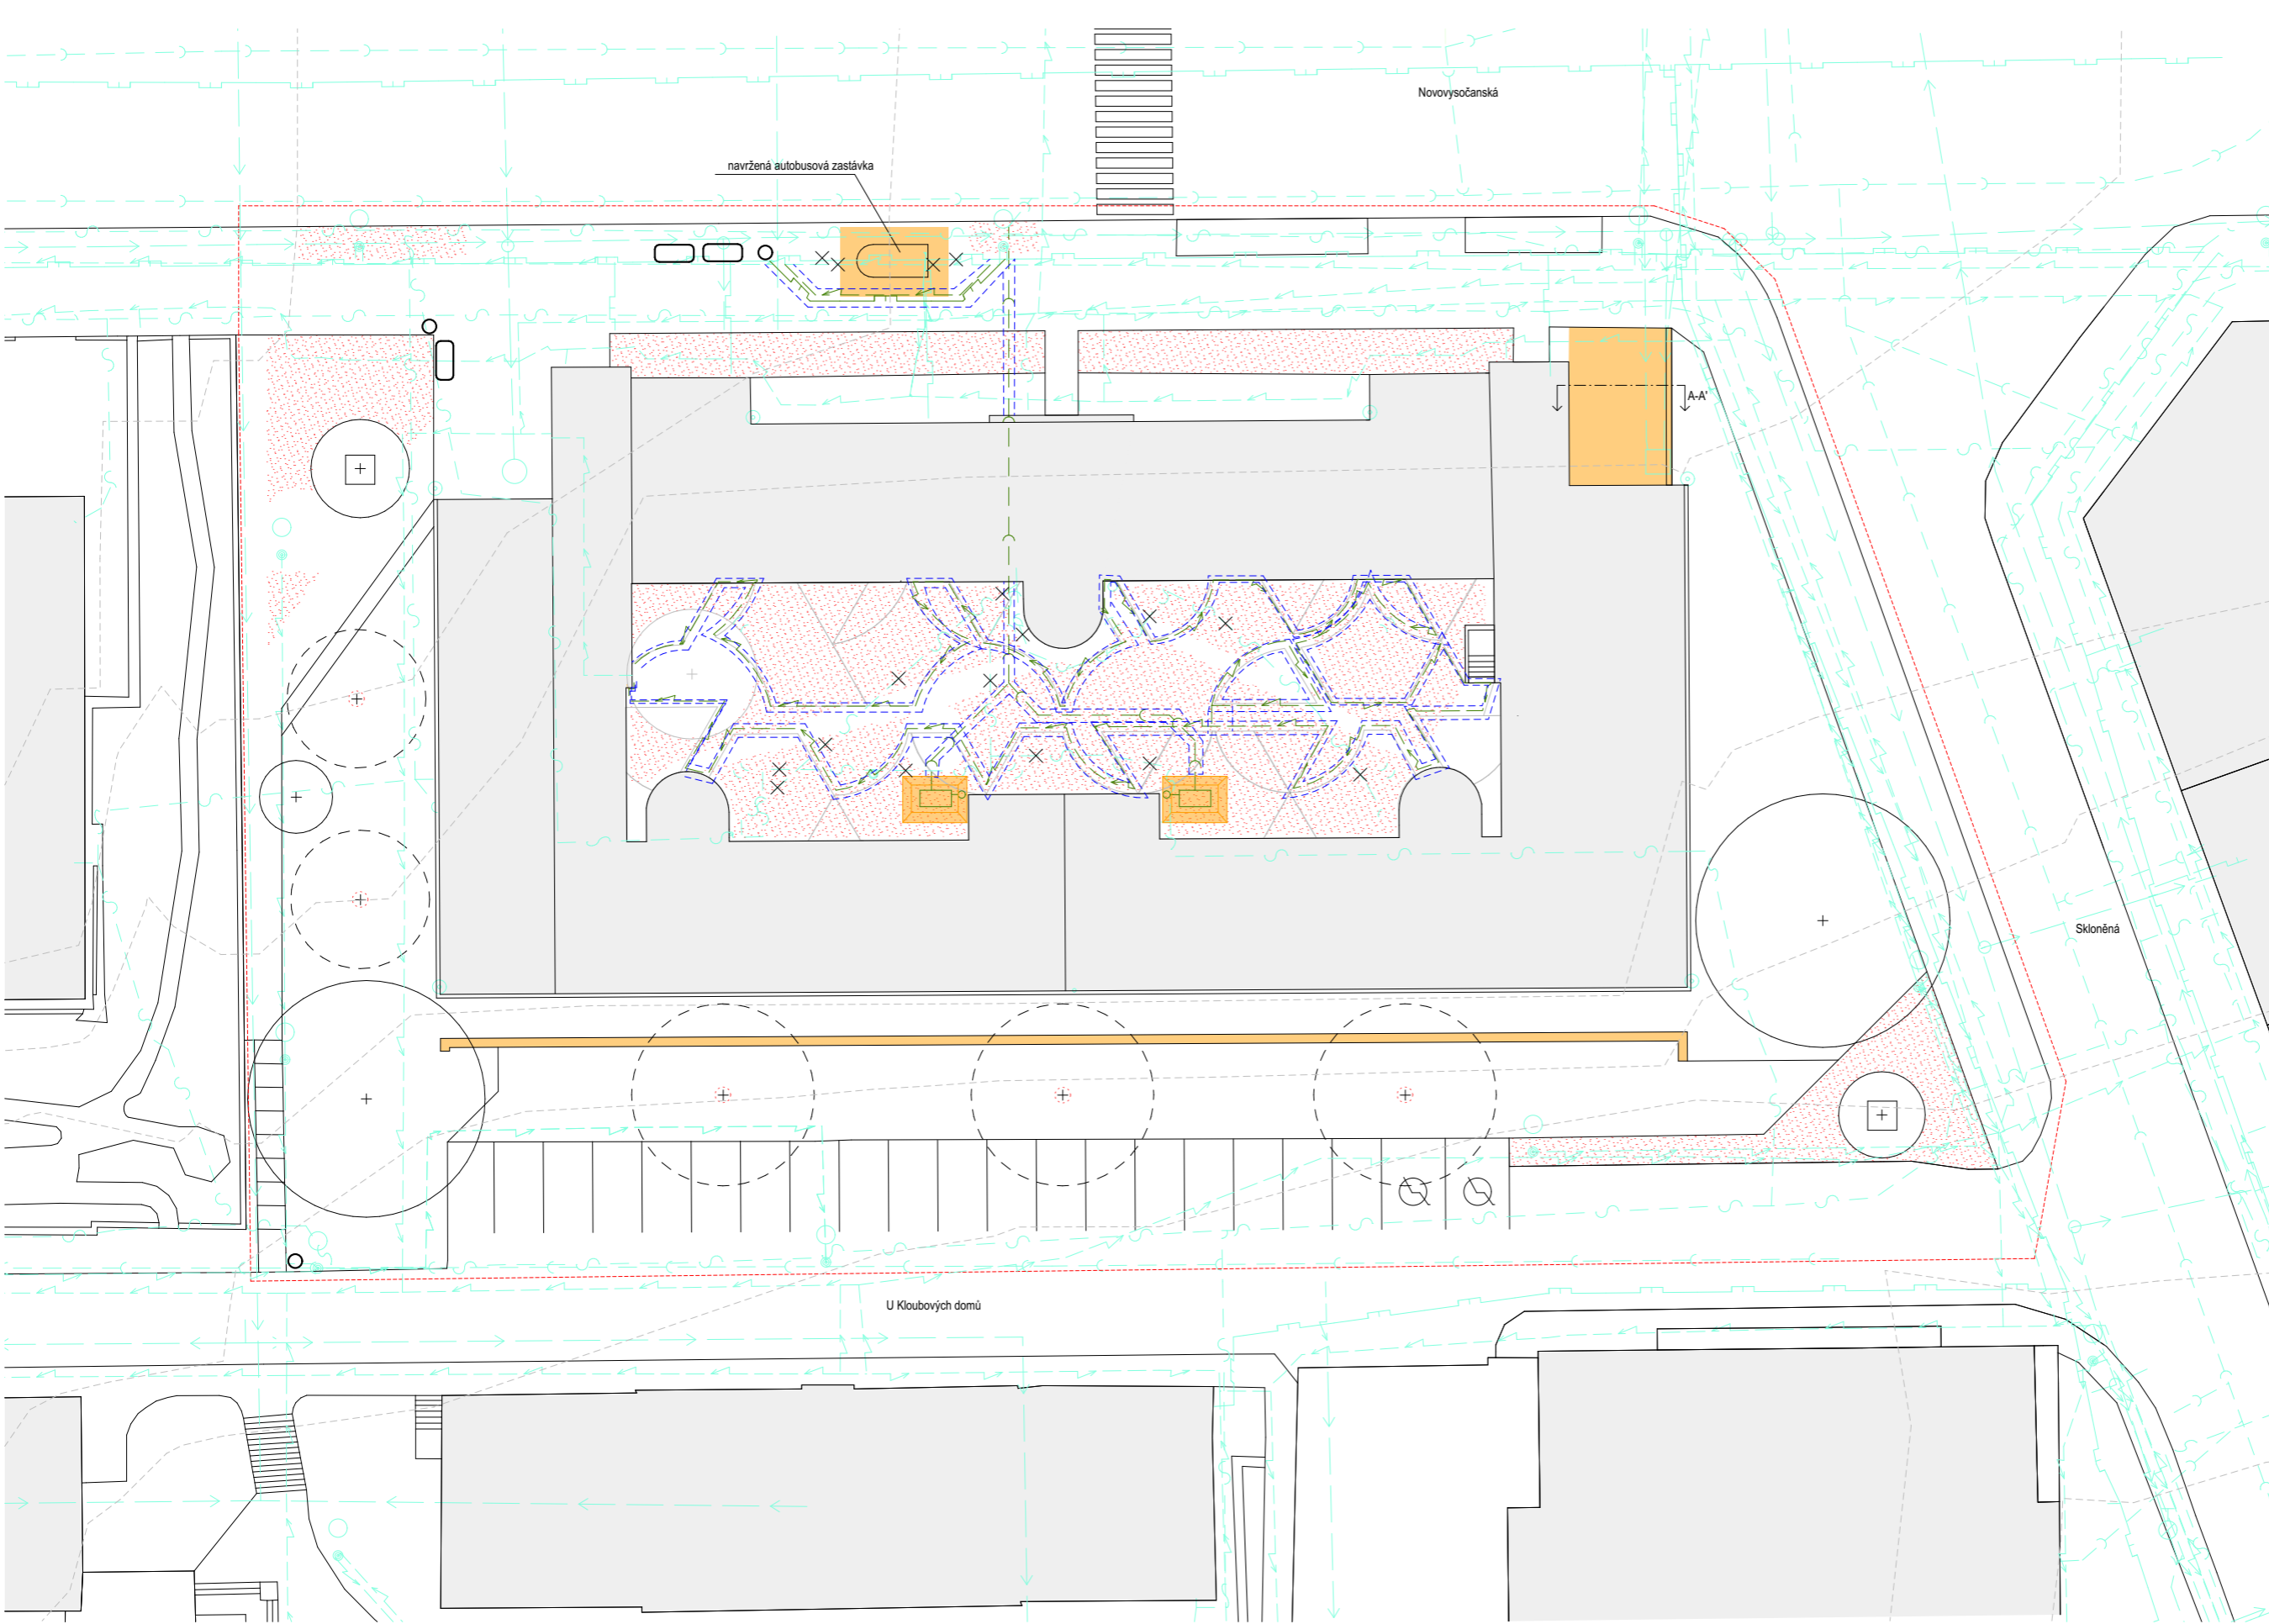 Novovysočanská
navržená autobusová zastávka
A-A'
Skloněná
U Kloubových domů